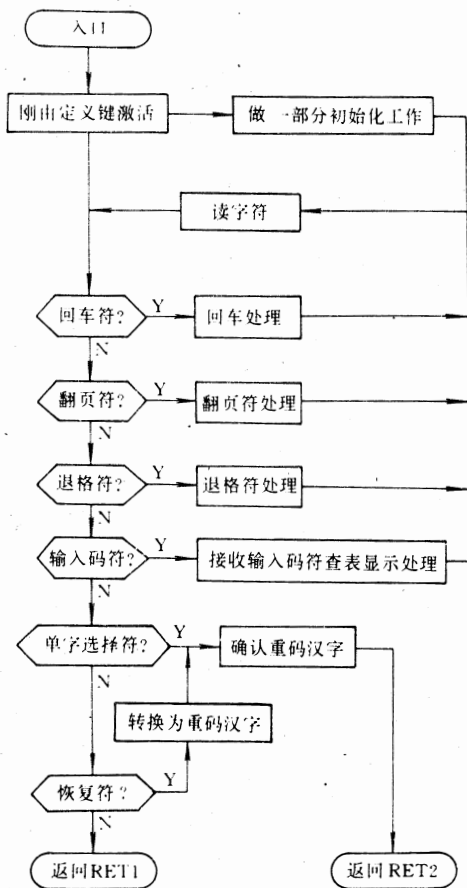 入口
刚由定义键激活
做一部分初始化工作
读字符
回车符?
Y
回车处理
N
翻页符?
Y
翻页符处理
N
退格符?
Y
退格符处理
N
输入码符?
Y
接收输入码符查表显示处理
N
单字选择符?
Y
确认重码汉字
N
转换为重码汉字
恢复符?
Y
N
返回RET1
返回RET2